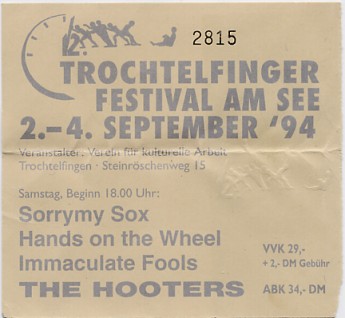 12. 2815
TROCHTELFINGER
FESTIVAL AM SEE
2.-4. SEPTEMBER '94
Veranstalter: Verein für kulturelle Arbeit
Trochtelfingen · Steinröschenweg 15
Samstag, Beginn 18.00 Uhr:
Sorrymy Sox
Hands on the Wheel
Immaculate Fools
THE HOOTERS
VVK 29,-
+ 2,- DM Gebühr
ABK 34,- DM